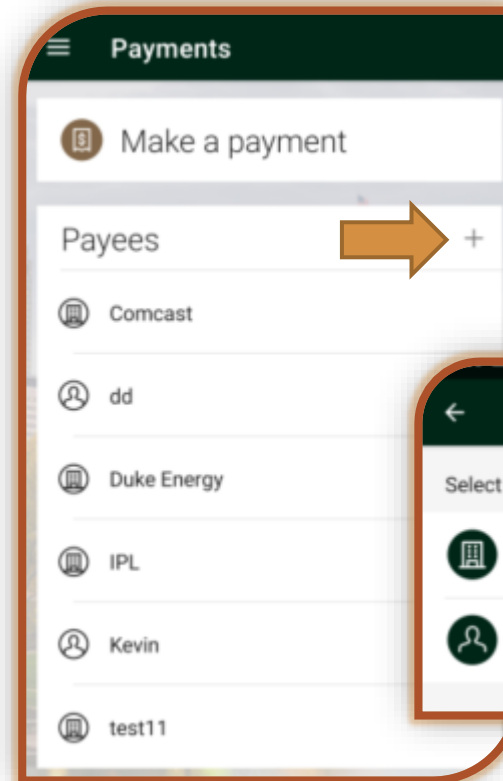 Payments
Make a payment
Payees
Comcast
dd
Duke Energy
IPL
Kevin
test11
Select